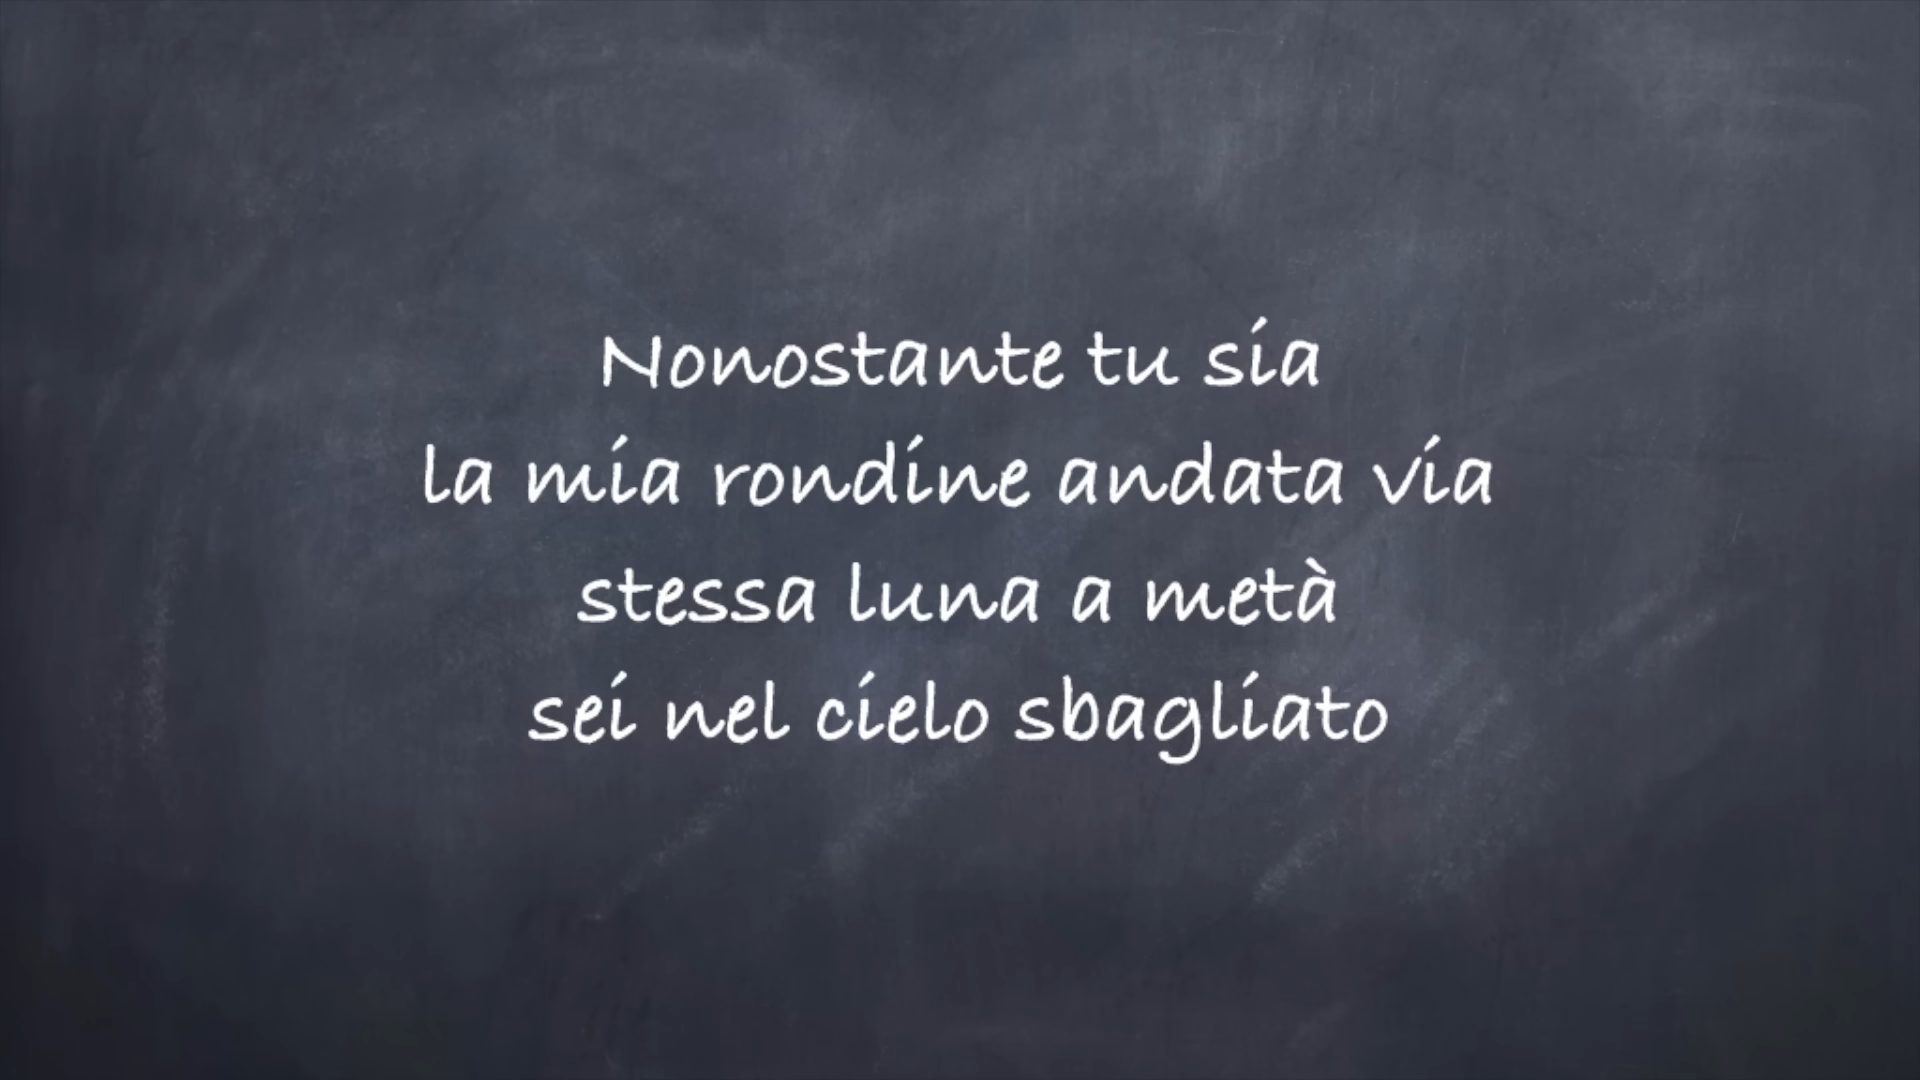 Nonostante tu sia
la mia rondine andata via
stessa luna a metà
sei nel cielo sbagliato